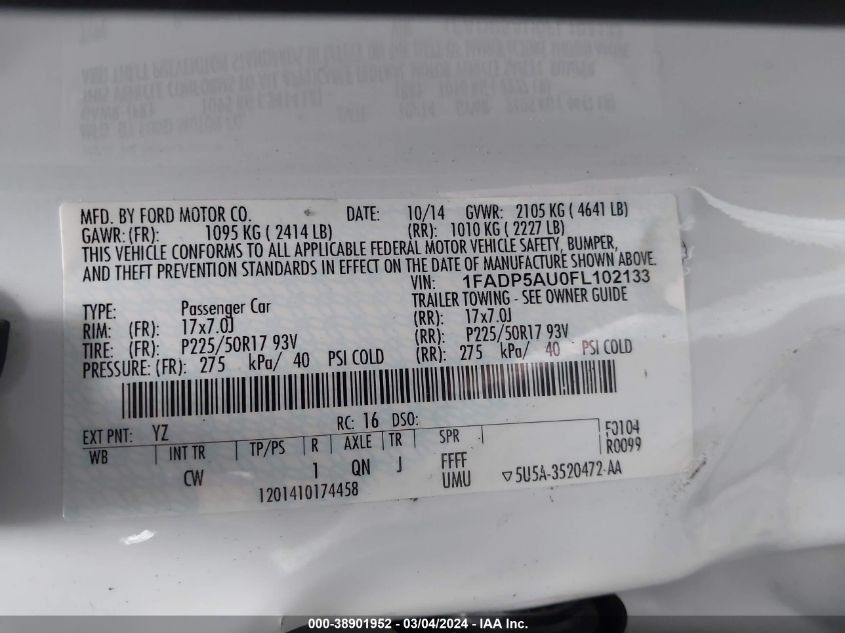 MFD. BY FORD MOTOR CO. DATE: 10/14 GVWR: 2105 KG ( 4641 LB)
GAWR: (FR): 1095 KG ( 2414 LB) (RR): 1010 KG ( 2227 LB)
THIS VEHICLE CONFORMS TO ALL APPLICABLE FEDERAL MOTOR VEHICLE SAFETY, BUMPER,
AND THEFT PREVENTION STANDARDS IN EFFECT ON THE DATE OF MANUFACTURE SHOWN ABOVE.
VIN: 1FADP5AU0FL102133
TYPE: Passenger Car TRAILER TOWING - SEE OWNER GUIDE
RIM: (FR): 17x7.0J (RR): 17x7.0J
TIRE: (FR): P225/50R17 93V (RR): P225/50R17 93V
PRESSURE: (FR): 275 kPa/ 40 PSI COLD (RR): 275 kPa/ 40 PSI COLD
EXT PNT: YZ RC: 16 DSO: F0104
WB INT TR TP/PS R AXLE TR SPR R0099
CW 1 QN J FFFF
UMU ▽5U5A-3520472-AA
1201410174458
000-38901952 - 03/04/2024 - IAA Inc.